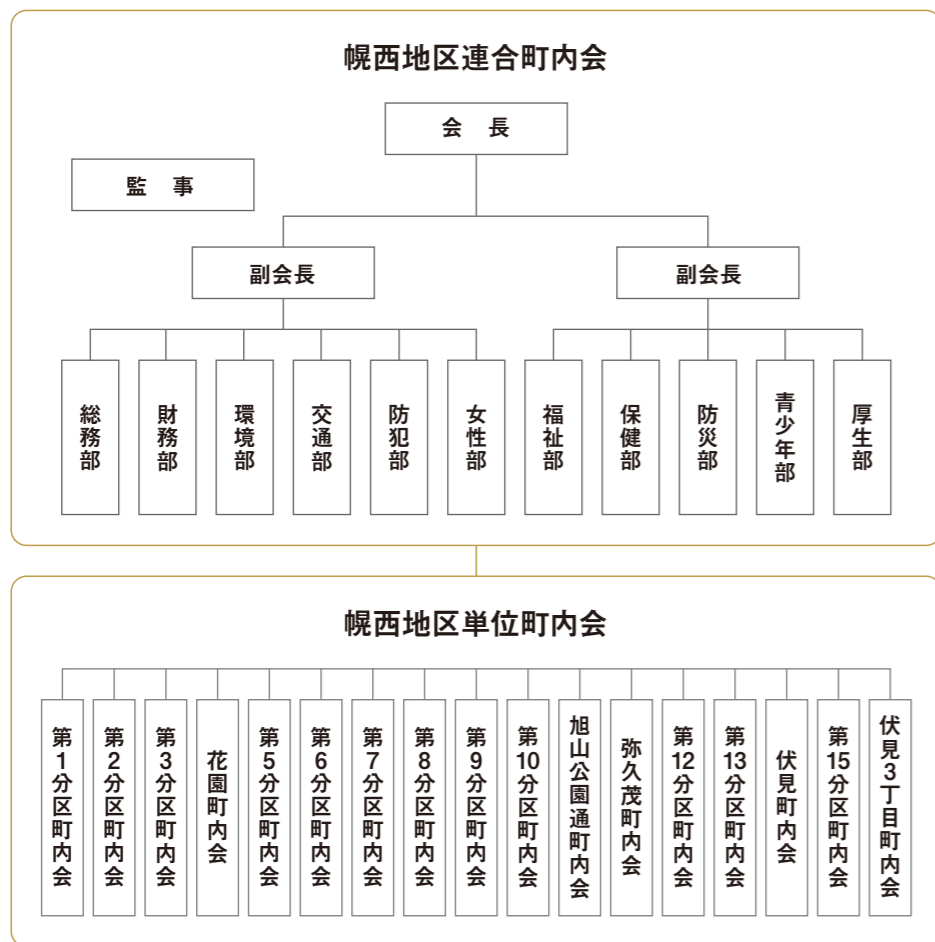 幌西地区連合町内会
会 長
監 事
副会長
副会長
総務部
財務部
環境部
交通部
防犯部
女性部
福祉部
保健部
防災部
青少年部
厚生部
幌西地区単位町内会
第1分区町内会
第2分区町内会
第3分区町内会
花園町内会
第5分区町内会
第6分区町内会
第7分区町内会
第8分区町内会
第9分区町内会
第10分区町内会
旭山公園通町内会
弥久茂町内会
第12分区町内会
第13分区町内会
伏見町内会
第15分区町内会
伏見3丁目町内会